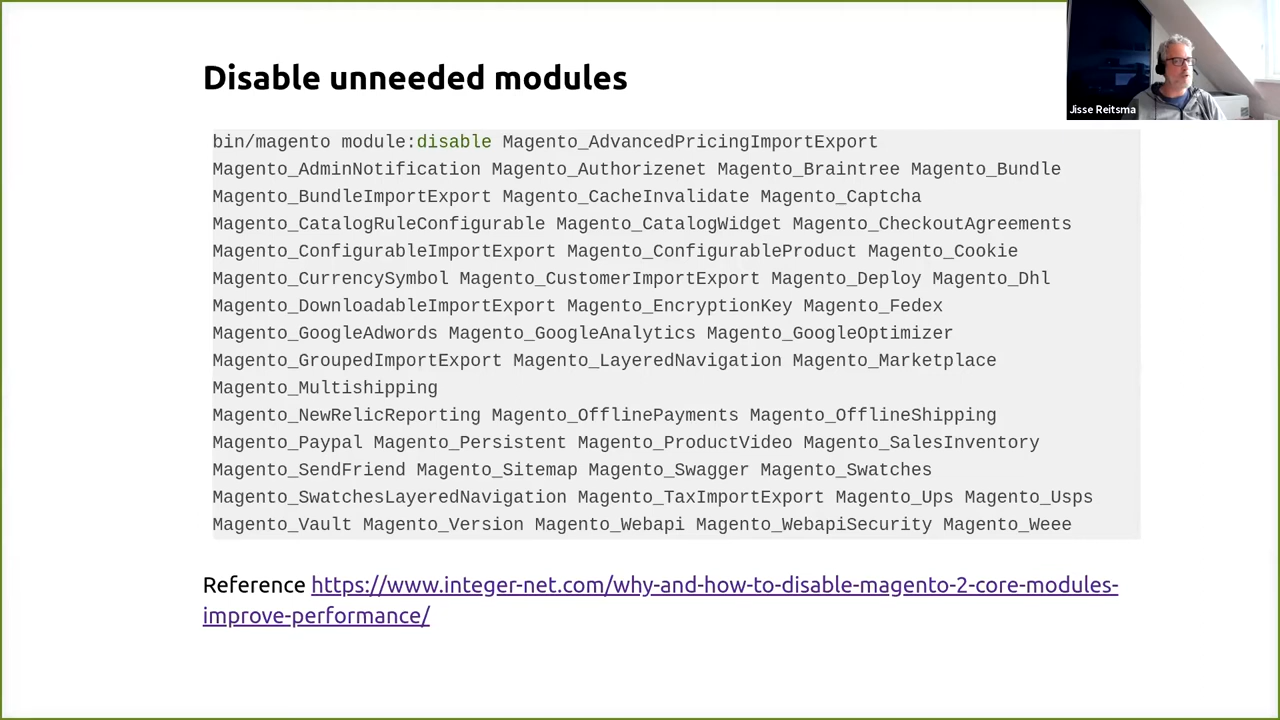 Disable unneeded modules
Jisse Reitsma
bin/magento module:disable Magento_AdvancedPricingImportExport
Magento_AdminNotification Magento_Authorizenet Magento_Braintree Magento_Bundle
Magento_BundleImportExport Magento_CacheInvalidate Magento_Captcha
Magento_CatalogRuleConfigurable Magento_CatalogWidget Magento_CheckoutAgreements
Magento_ConfigurableImportExport Magento_ConfigurableProduct Magento_Cookie
Magento_CurrencySymbol Magento_CustomerImportExport Magento_Deploy Magento_Dhl
Magento_DownloadableImportExport Magento_EncryptionKey Magento_Fedex
Magento_GoogleAdwords Magento_GoogleAnalytics Magento_GoogleOptimizer
Magento_GroupedImportExport Magento_LayeredNavigation Magento_Marketplace
Magento_Multishipping
Magento_NewRelicReporting Magento_OfflinePayments Magento_OfflineShipping
Magento_Paypal Magento_Persistent Magento_ProductVideo Magento_SalesInventory
Magento_SendFriend Magento_Sitemap Magento_Swagger Magento_Swatches
Magento_SwatchesLayeredNavigation Magento_TaxImportExport Magento_Ups Magento_Usps
Magento_Vault Magento_Version Magento_Webapi Magento_WebapiSecurity Magento_Weee
Reference https://www.integer-net.com/why-and-how-to-disable-magento-2-core-modules-
improve-performance/